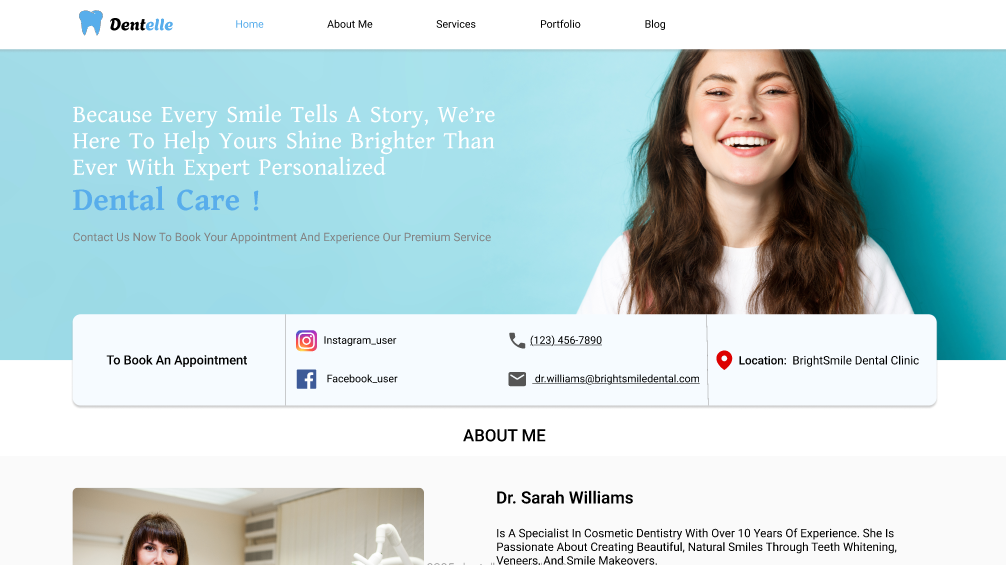 Dentelle
Home
About Me
Services
Portfolio
Blog
Because Every Smile Tells A Story, We're
Here To Help Yours Shine Brighter Than
Ever With Expert Personalized
Dental Care !
Contact Us Now To Book Your Appointment And Experience Our Premium Service
To Book An Appointment
Instagram_user
(123) 456-7890
Facebook_user
dr.williams@brightsmiledental.com
Location: BrightSmile Dental Clinic
ABOUT ME
Dr. Sarah Williams
Is A Specialist In Cosmetic Dentistry With Over 10 Years Of Experience. She Is
Passionate About Creating Beautiful, Natural Smiles Through Teeth Whitening,
Veneers, And Smile Makeovers.